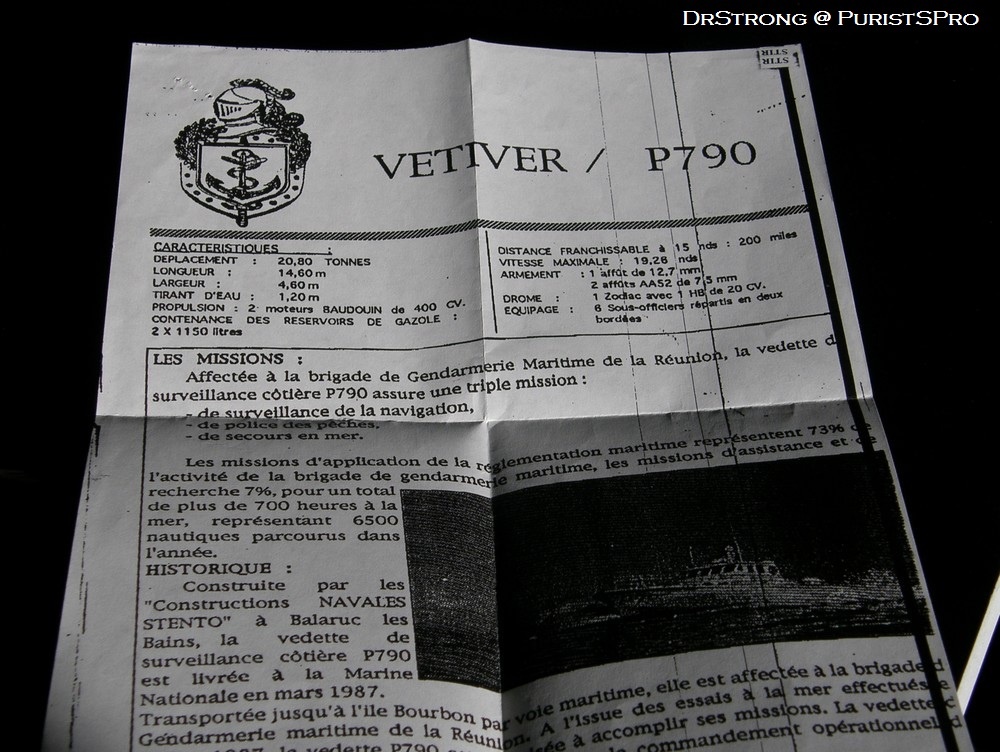 DrStrong @ PuristSPro
STIR
STIR
VETIVER / P790
CARACTERISTIQUES :
DEPLACEMENT : 20,80 TONNES
LONGUEUR : 14,60 m
LARGEUR : 4,60 m
TIRANT D'EAU : 1,20 m
PROPULSION : 2 moteurs BAUDOUIN de 400 CV.
CONTENANCE DES RESERVOIRS DE GAZOLE :
2 X 1150 litres
DISTANCE FRANCHISSABLE à 15 nds : 200 miles
VITESSE MAXIMALE : 19,26 nds
ARMEMENT : 1 affût de 12,7 mm
2 affûts AA52 de 7,5 mm
DROME : 1 Zodiac avec 1 HB de 20 CV.
EQUIPAGE : 6 Sous-officiers répartis en deux
bordées
LES MISSIONS :
Affectée à la brigade de Gendarmerie Maritime de la Réunion, la vedette d
surveillance côtière P790 assure une triple mission :
- de surveillance de la navigation,
- de police des pêches,
- de secours en mer.
Les missions d'application de la réglementation maritime représentent 73% de
l'activité de la brigade de gendarmerie maritime, les missions d'assistance et de
recherche 7%, pour un total
de plus de 700 heures à la
mer, représentant 6500
nautiques parcourus dans
l'année.
HISTORIQUE :
Construite par les
"Constructions NAVALES
STENTO" à Balaruc les
Bains, la vedette de
surveillance côtière P790
est livrée à la Marine
Nationale en mars 1987.
Transportée jusqu'à l'ile Bourbon par voie maritime, elle est affectée à la brigade d
Gendarmerie maritime de la Réunion. A l'issue des essais à la mer effectués
1987, la vedette P790 à accomplir ses missions. La vedette
commandement opérationnel d